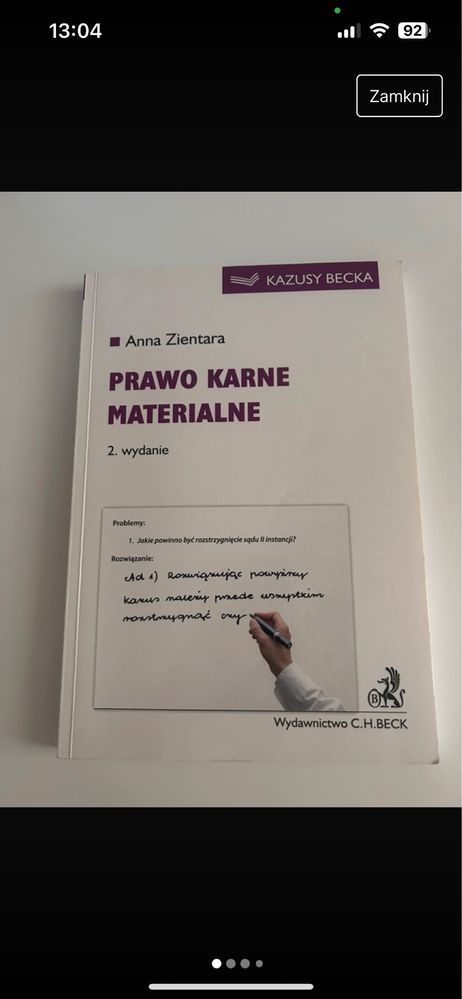 13:04
92
Zamknij
KAZUSY BECKA
Anna Zientara
PRAWO KARNE
MATERIALNE
2. wydanie
Problemy:
1. Jakie powinno być rozstrzygnięcie sądu II instancji?
Rozwiązanie:
Ad 1) Rozwiązując powyższy
kazus należy przede wszystkim
rozstrzygnąć czy
B
Wydawnictwo C.H.BECK